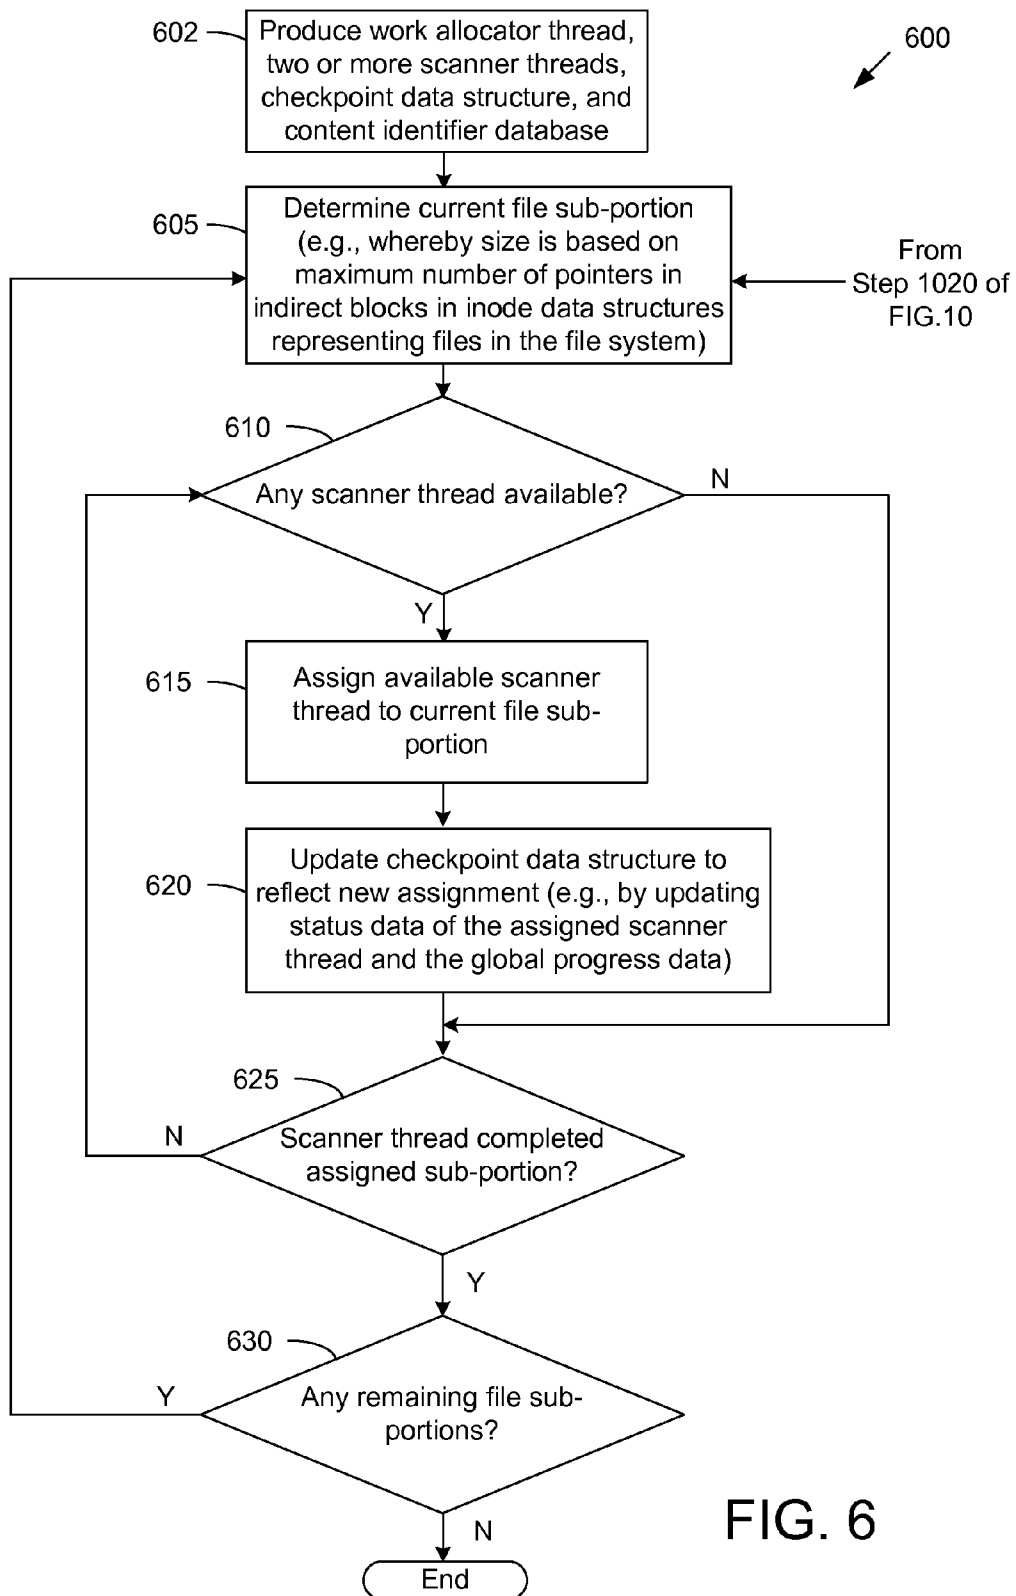 602
Produce work allocator thread,
two or more scanner threads,
checkpoint data structure, and
content identifier database
600
605
Determine current file sub-portion
(e.g., whereby size is based on
maximum number of pointers in
indirect blocks in inode data structures
representing files in the file system)
From
Step 1020 of
FIG.10
610
Any scanner thread available?
N
Y
615
Assign available scanner
thread to current file sub-
portion
620
Update checkpoint data structure to
reflect new assignment (e.g., by updating
status data of the assigned scanner
thread and the global progress data)
625
Scanner thread completed
assigned sub-portion?
N
Y
630
Any remaining file sub-
portions?
Y
N
End
FIG. 6